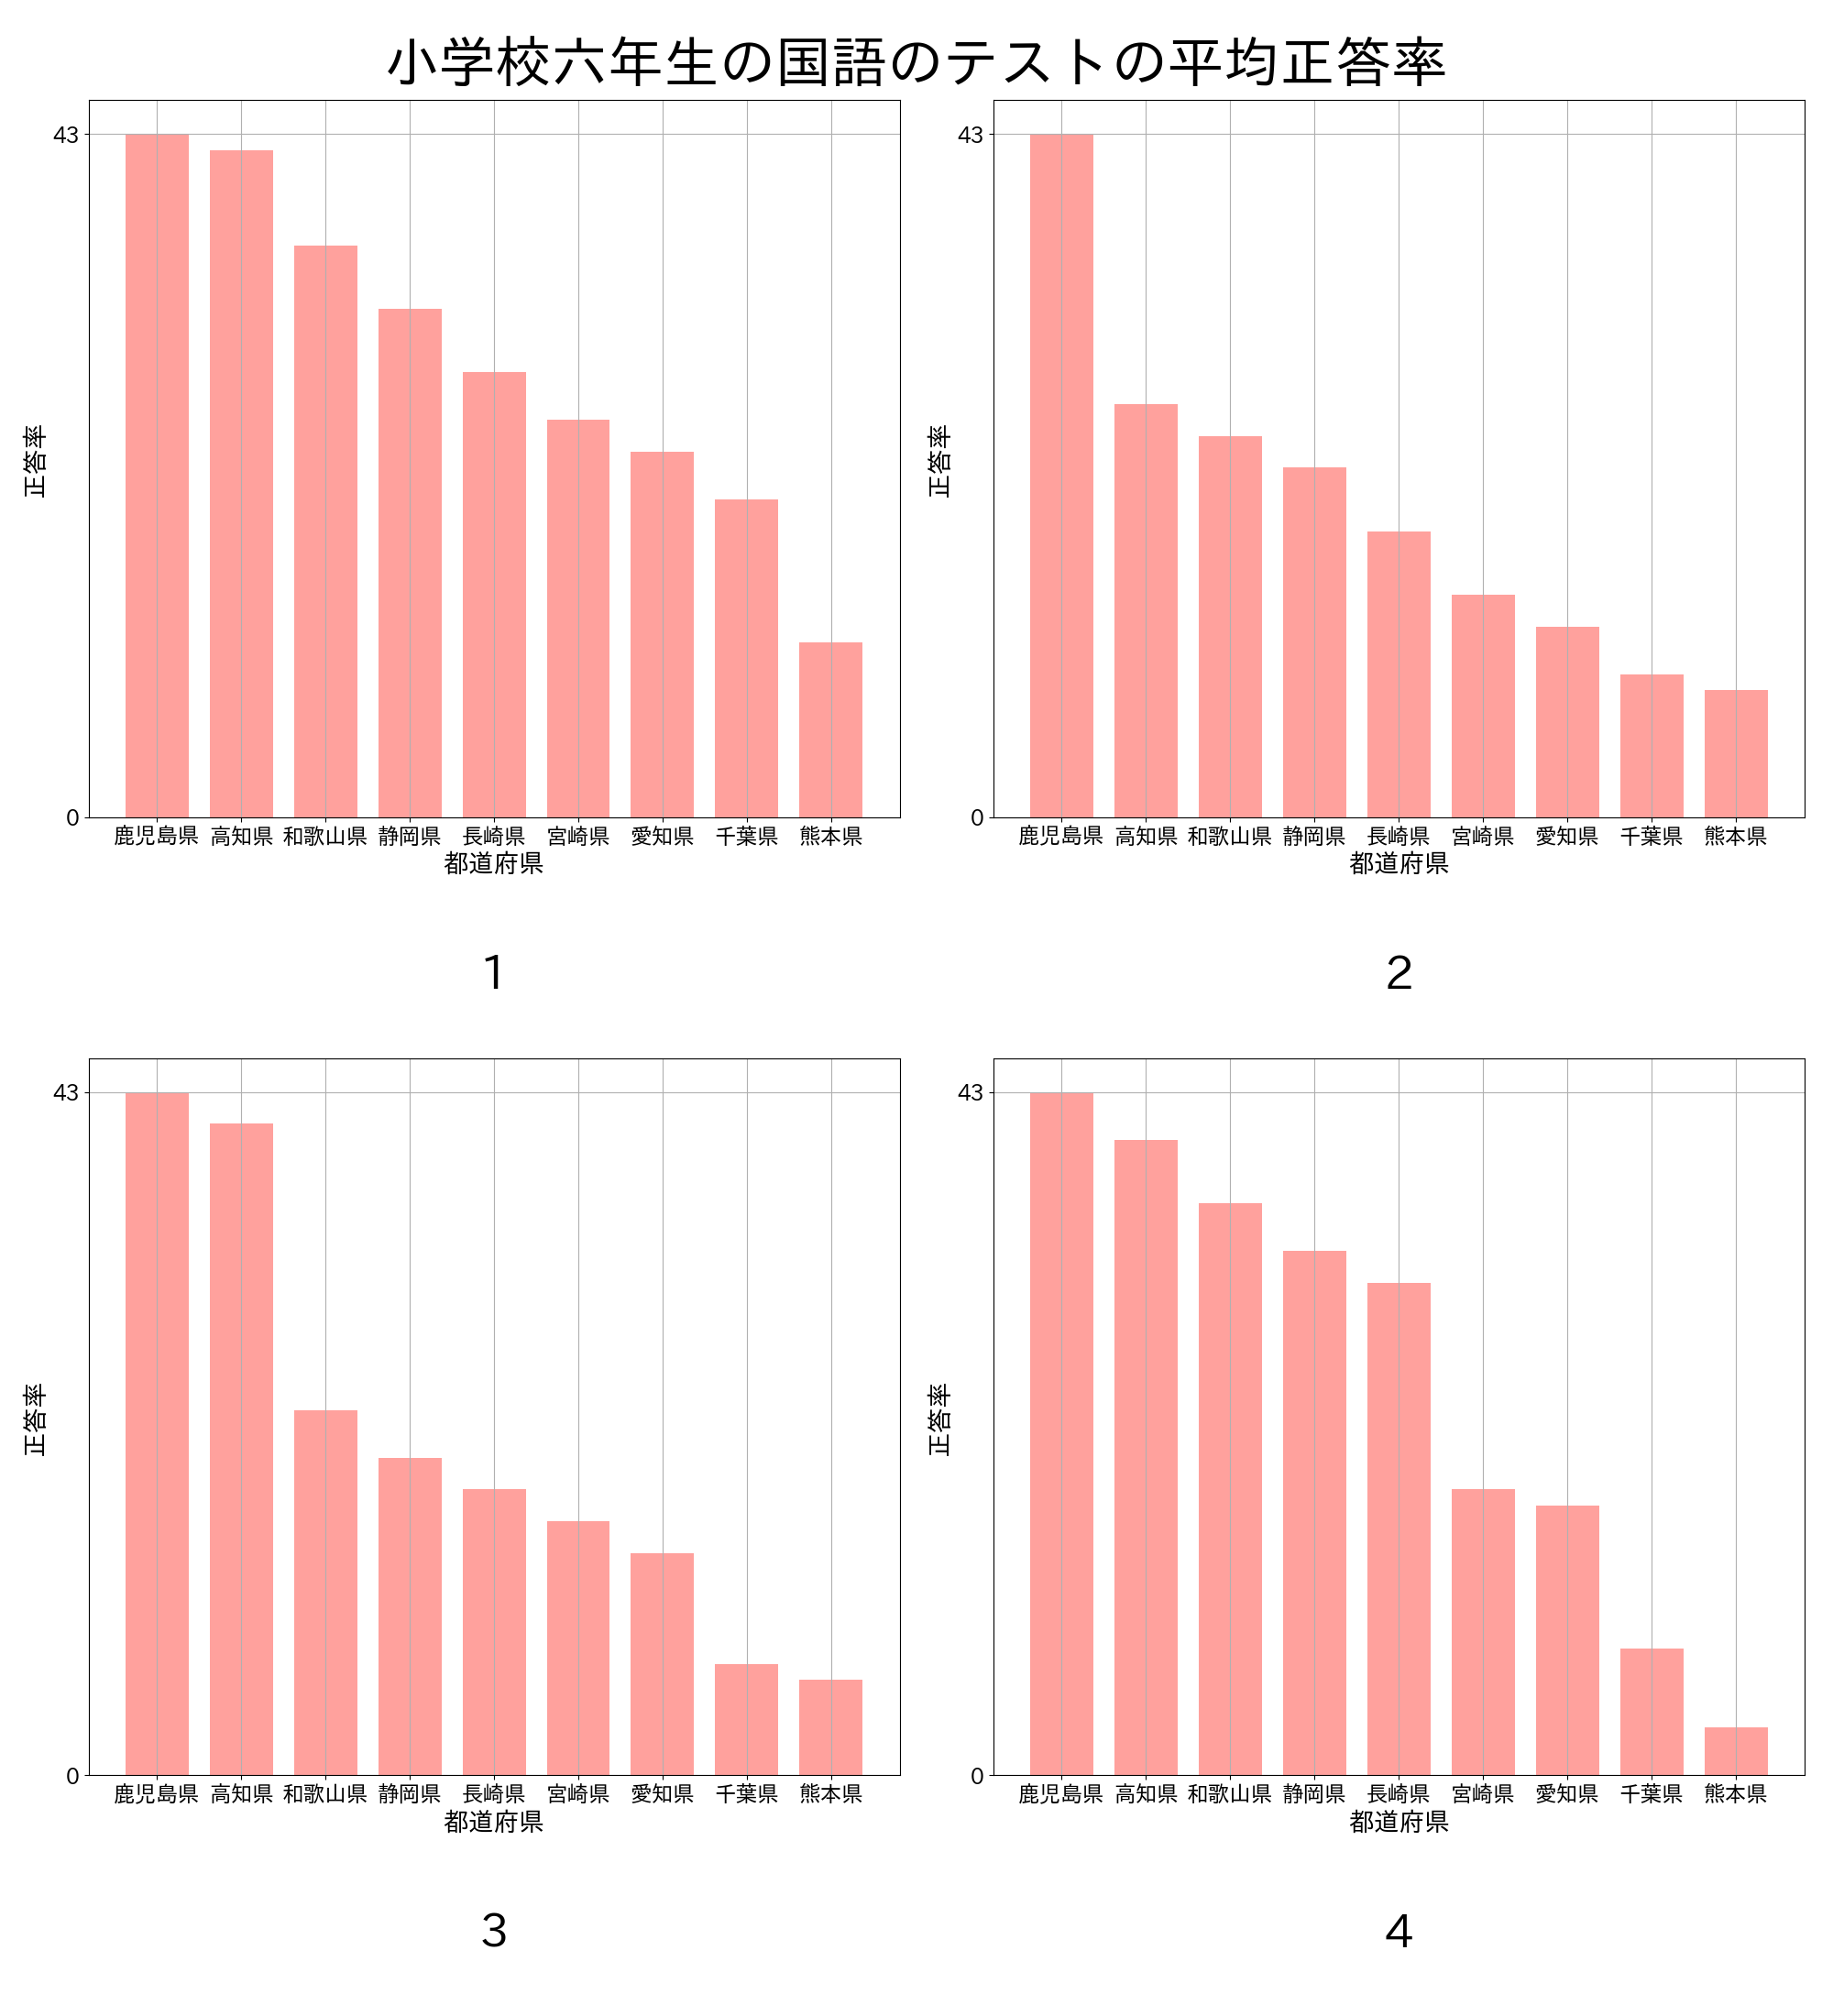 小学校六年生の国語のテストの平均正答率
43
0
正答率
鹿児島県 高知県 和歌山県 静岡県 長崎県 宮崎県 愛知県 千葉県 熊本県
都道府県
1
43
0
正答率
鹿児島県 高知県 和歌山県 静岡県 長崎県 宮崎県 愛知県 千葉県 熊本県
都道府県
2
43
0
正答率
鹿児島県 高知県 和歌山県 静岡県 長崎県 宮崎県 愛知県 千葉県 熊本県
都道府県
3
43
0
正答率
鹿児島県 高知県 和歌山県 静岡県 長崎県 宮崎県 愛知県 千葉県 熊本県
都道府県
4